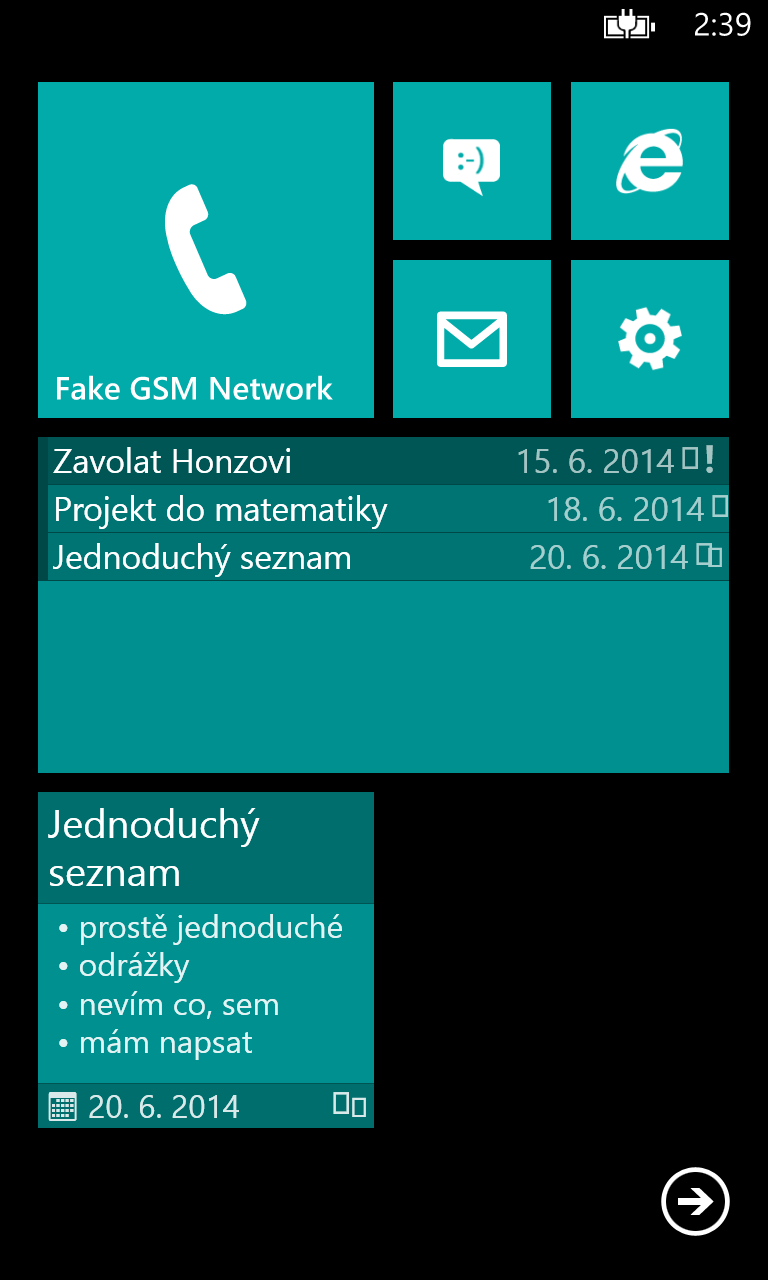 2:39
:-)
Fake GSM Network
Zavolat Honzovi 15. 6. 2014 !
Projekt do matematiky 18. 6. 2014
Jednoduchý seznam 20. 6. 2014
Jednoduchý
seznam
• prostě jednoduché
• odrážky
• nevím co, sem
• mám napsat
20. 6. 2014